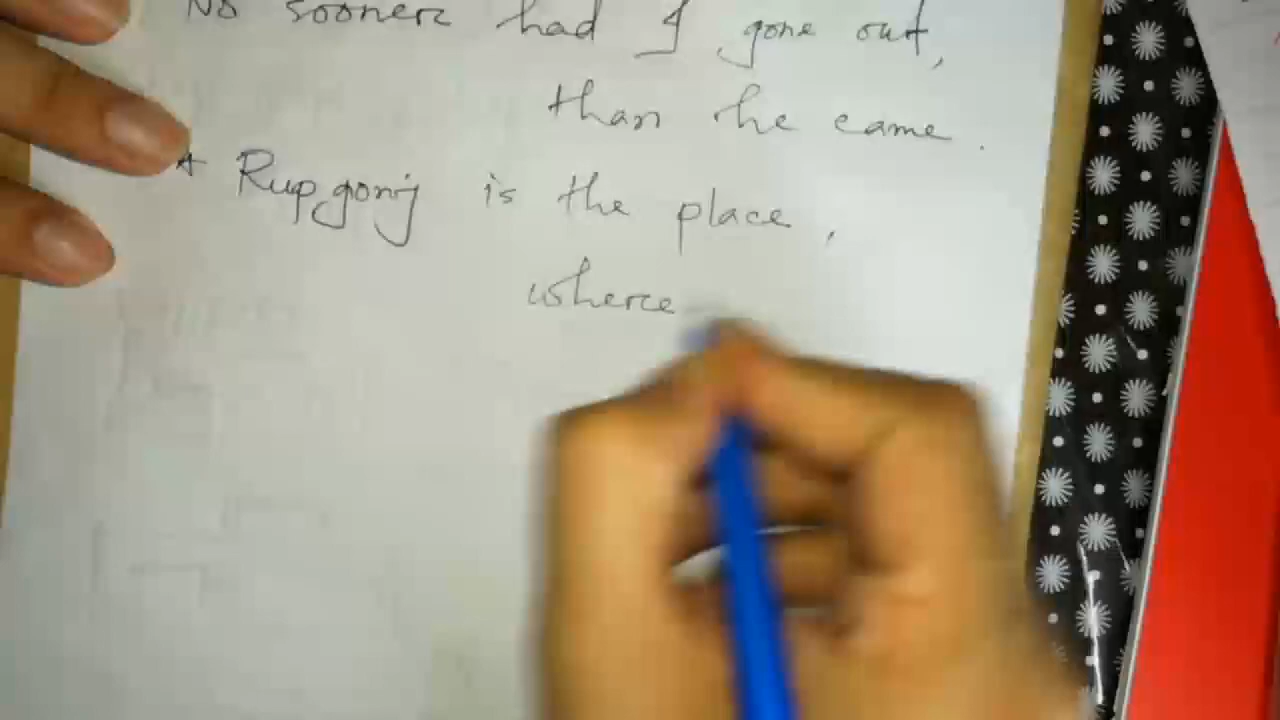 No sooner had I gone out,
than he came.
* Rupgonj is the place,
where